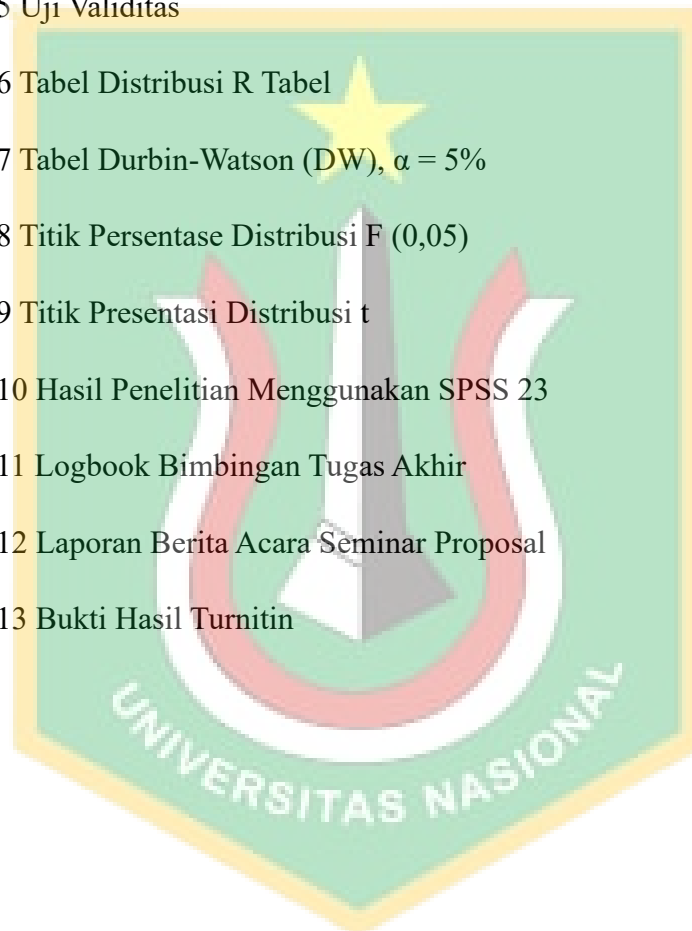 5 Uji Validitas
6 Tabel Distribusi R Tabel
7 Tabel Durbin-Watson (DW), α = 5%
8 Titik Persentase Distribusi F (0,05)
9 Titik Presentasi Distribusi t
10 Hasil Penelitian Menggunakan SPSS 23
11 Logbook Bimbingan Tugas Akhir
12 Laporan Berita Acara Seminar Proposal
13 Bukti Hasil Turnitin
UNIVERSITAS NASIONAL